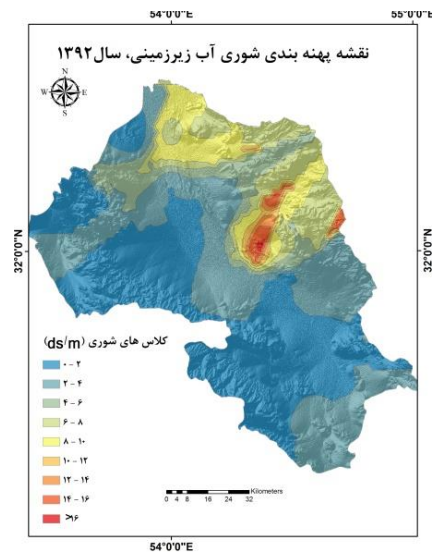 54°0'0"E 55°0'0"E
نقشه پهنه بندی شوری آب زیرزمینی، سال۱۳۹۲
N
W E
S
32°0'0"N 32°0'0"N
کلاس های شوری (ds/m)
۰ - ۲
۲ - ۴
۴ - ۶
۶ - ۸
۸ - ۱۰
۱۰ - ۱۲
۱۲ - ۱۴
۱۴ - ۱۶
>۱۶
Kilometers
0 4 8 16 24 32
54°0'0"E